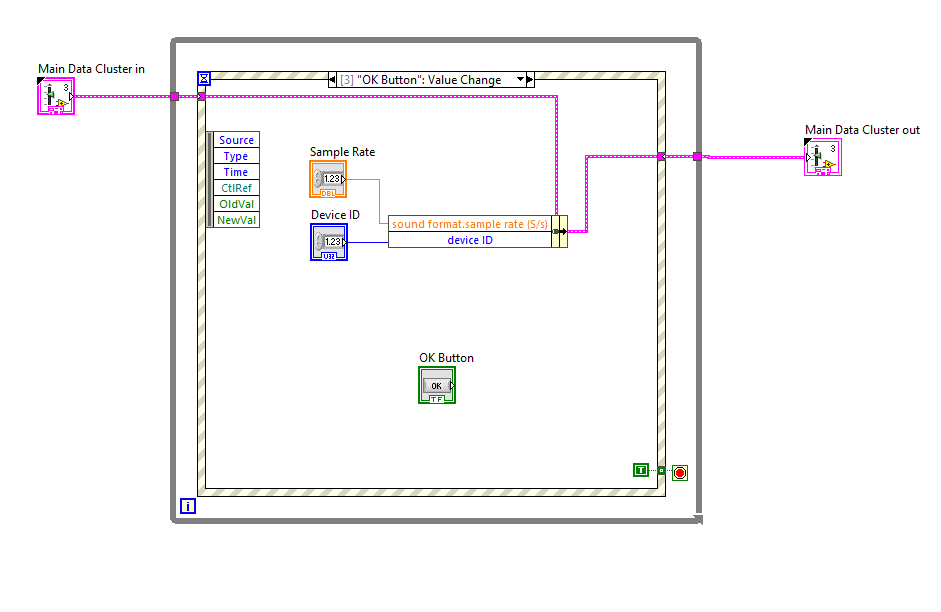 Main Data Cluster in
3
[3] "OK Button": Value Change
Main Data Cluster out
3
Source
Type
Time
CtlRef
OldVal
NewVal
Sample Rate
1.23
DBL
Device ID
1.23
U32
sound format.sample rate (S/s)
device ID
OK Button
OK
TF
T
i